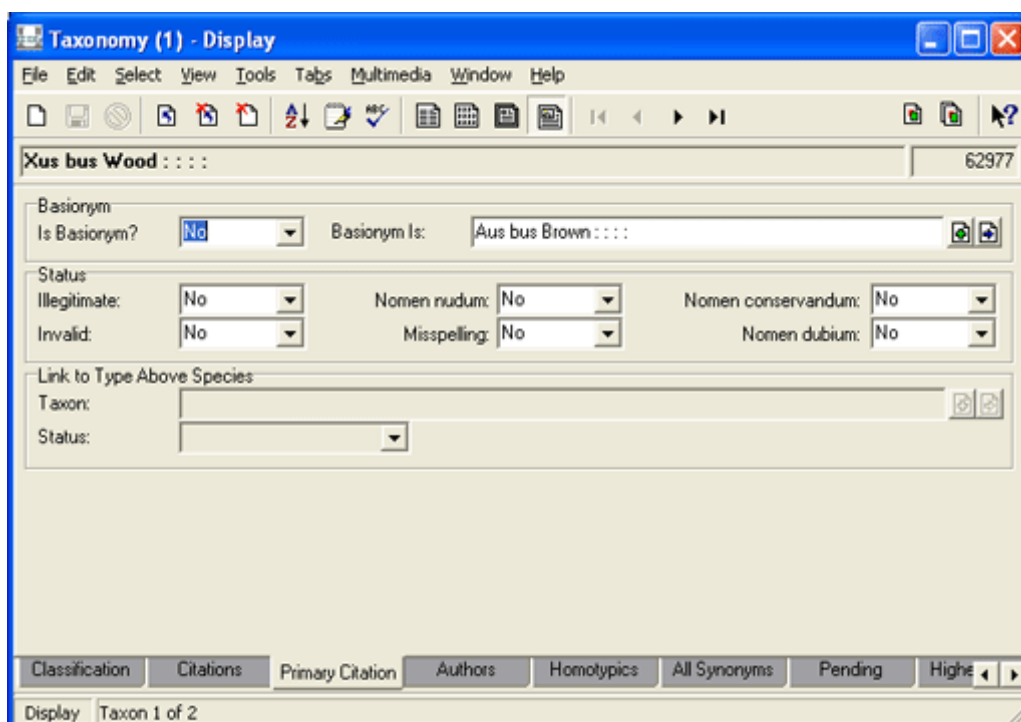 Taxonomy (1) - Display
File Edit Select View Tools Tabs Multimedia Window Help
Xus bus Wood : : : : 62977
Basionym
Is Basionym? No Basionym Is: Aus bus Brown : : : :
Status
Illegitimate: No Nomen nudum: No Nomen conservandum: No
Invalid: No Misspelling: No Nomen dubium: No
Link to Type Above Species
Taxon:
Status:
Classification Citations Primary Citation Authors Homotypics All Synonyms Pending Highe
Display Taxon 1 of 2